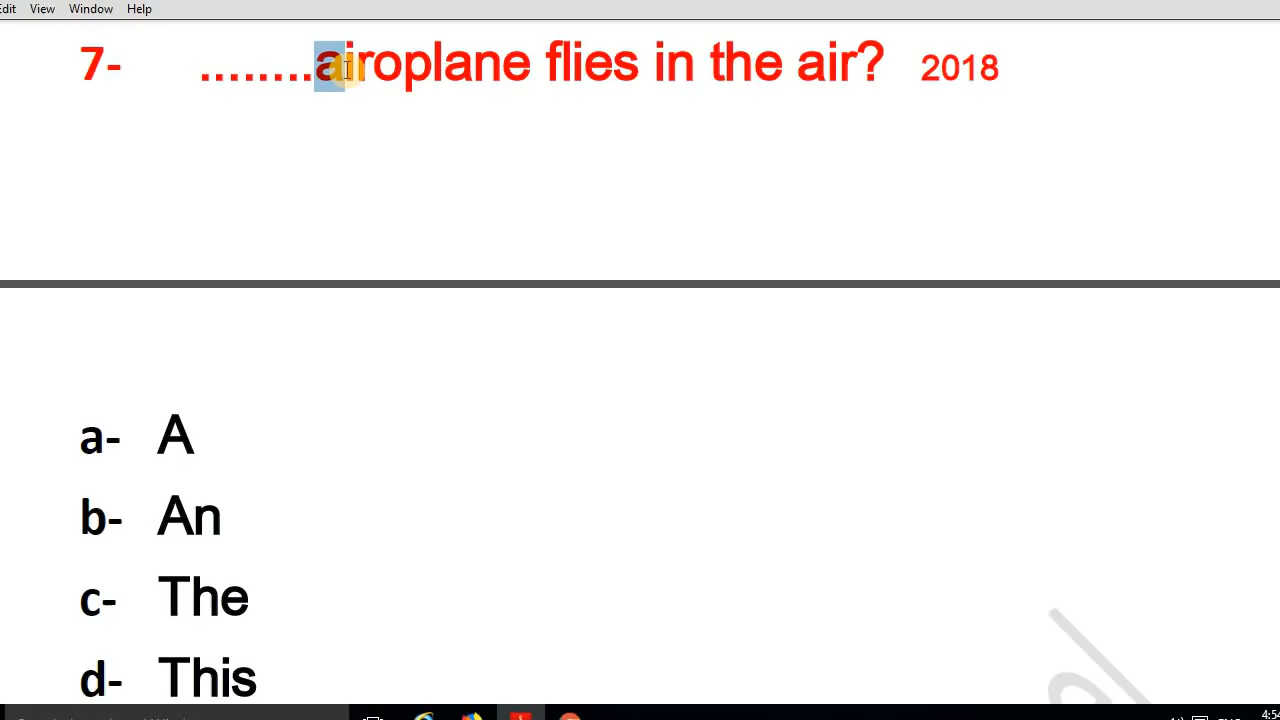 Edit View Window Help
7- ........airoplane flies in the air? 2018
a- A
b- An
c- The
d- This